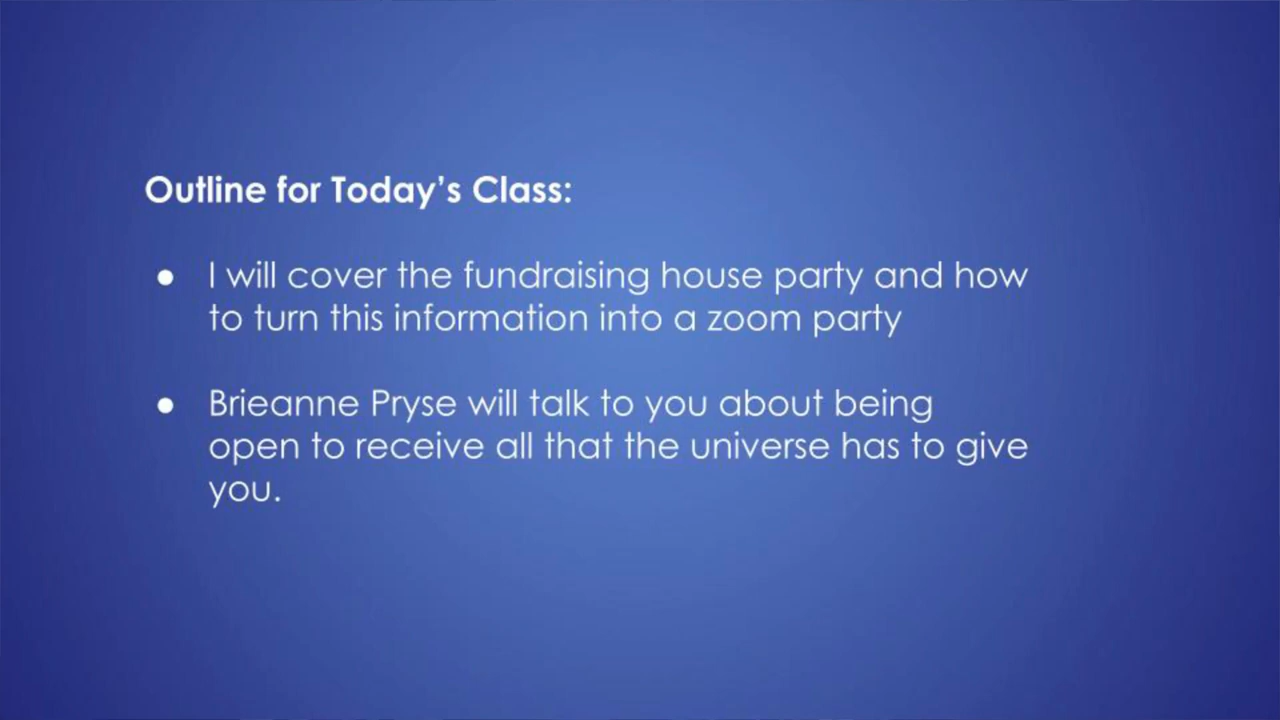 Outline for Today's Class:
● I will cover the fundraising house party and how
to turn this information into a zoom party
● Brieanne Pryse will talk to you about being
open to receive all that the universe has to give
you.